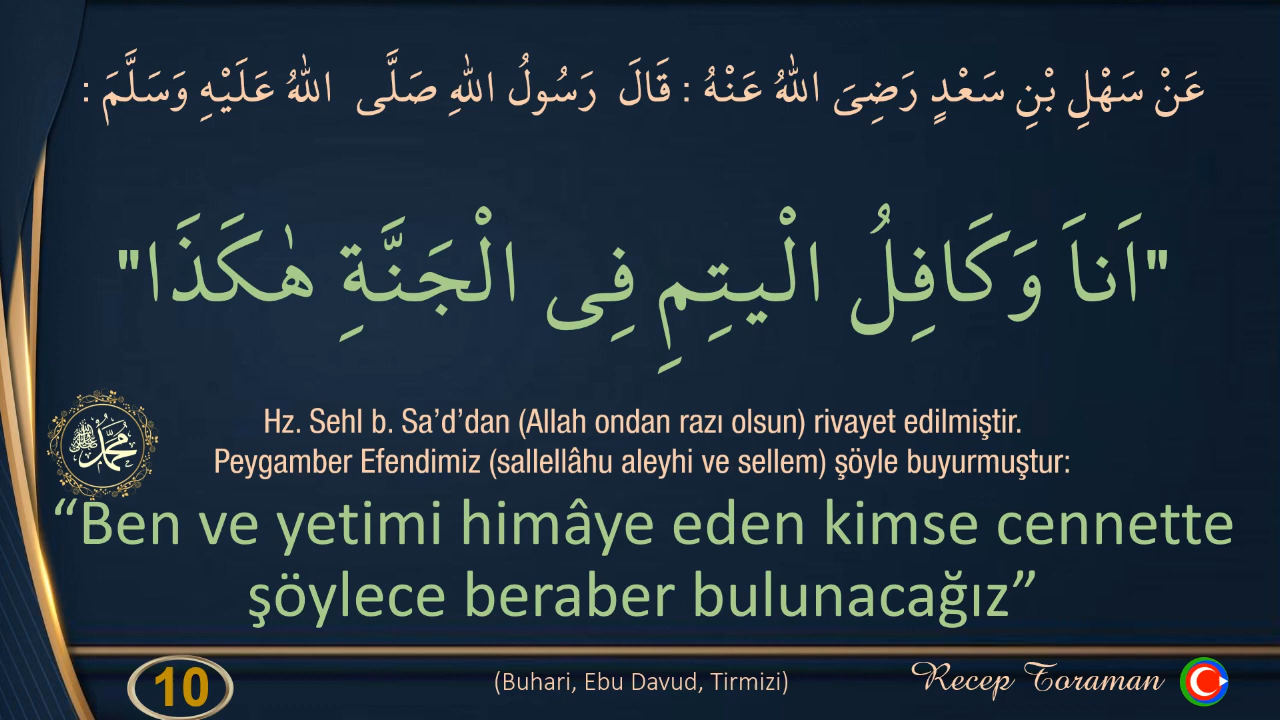 عَنْ سَهْلِ بْنِ سَعْدٍ رَضِىَ اللهُ عَنْهُ : قَالَ رَسُولُ اللهِ صَلَّى اللهُ عَلَيْهِ وَسَلَّمَ :
"اَناَ وَكَافِلُ الْيتِمِ فِى الْجَنَّةِ هٰكَذَا"
Hz. Sehl b. Sa’d’dan (Allah ondan razı olsun) rivayet edilmiştir.
Peygamber Efendimiz (sallellâhu aleyhi ve sellem) şöyle buyurmuştur:
“Ben ve yetimi himâye eden kimse cennette
şöylece beraber bulunacağız”
10
(Buhari, Ebu Davud, Tirmizi)
Recep Toraman